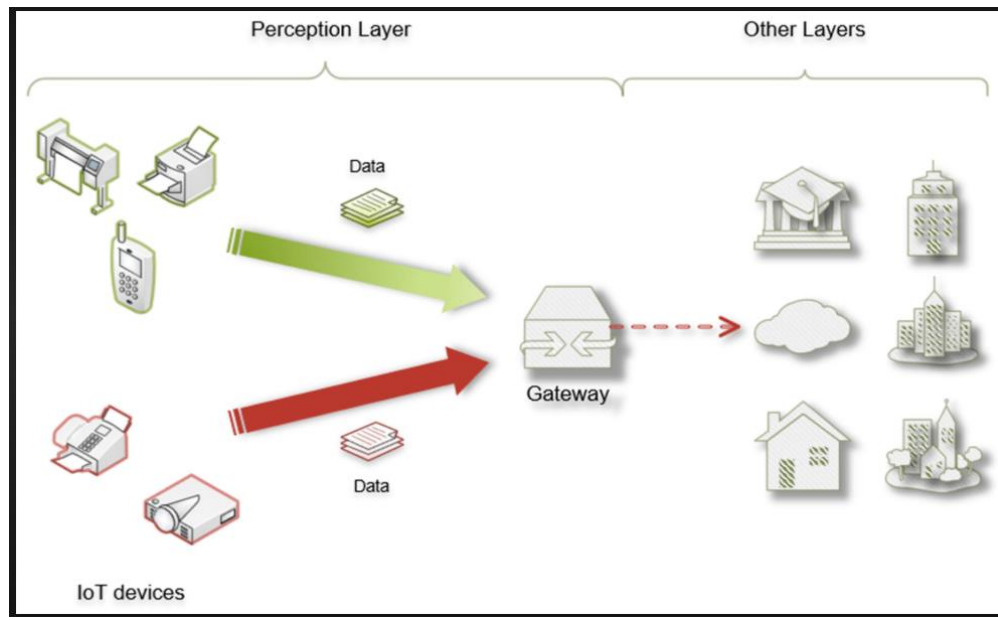 Perception Layer
Other Layers
Data
Gateway
Data
IoT devices